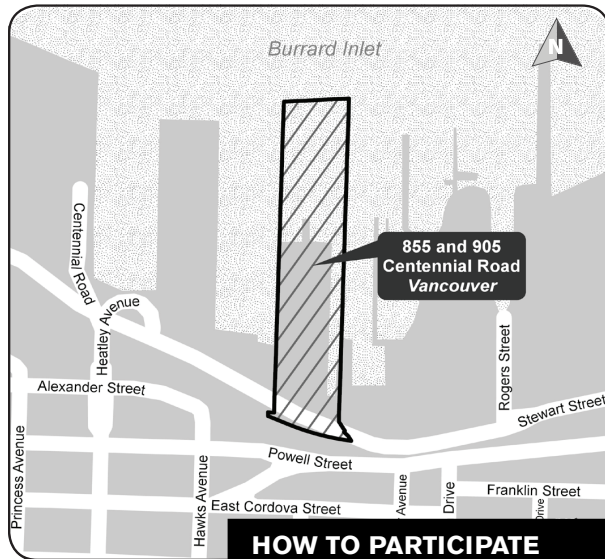 Burrard Inlet
N
855 and 905
Centennial Road
Vancouver
Centennial Road
Heatley Avenue
Rogers Street
Alexander Street
Stewart Street
Princess Avenue
Hawks Avenue
Powell Street
Avenue
Drive
Franklin Street
East Cordova Street
Drive
HOW TO PARTICIPATE